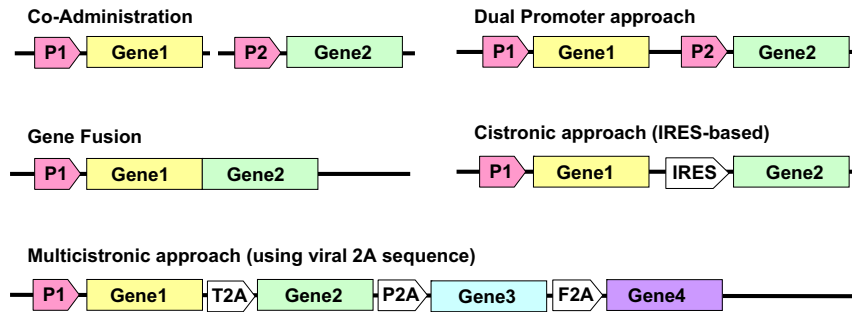 Co-Administration
P1 Gene1 P2 Gene2
Dual Promoter approach
P1 Gene1 P2 Gene2
Gene Fusion
P1 Gene1 Gene2
Cistronic approach (IRES-based)
P1 Gene1 IRES Gene2
Multicistronic approach (using viral 2A sequence)
P1 Gene1 T2A Gene2 P2A Gene3 F2A Gene4